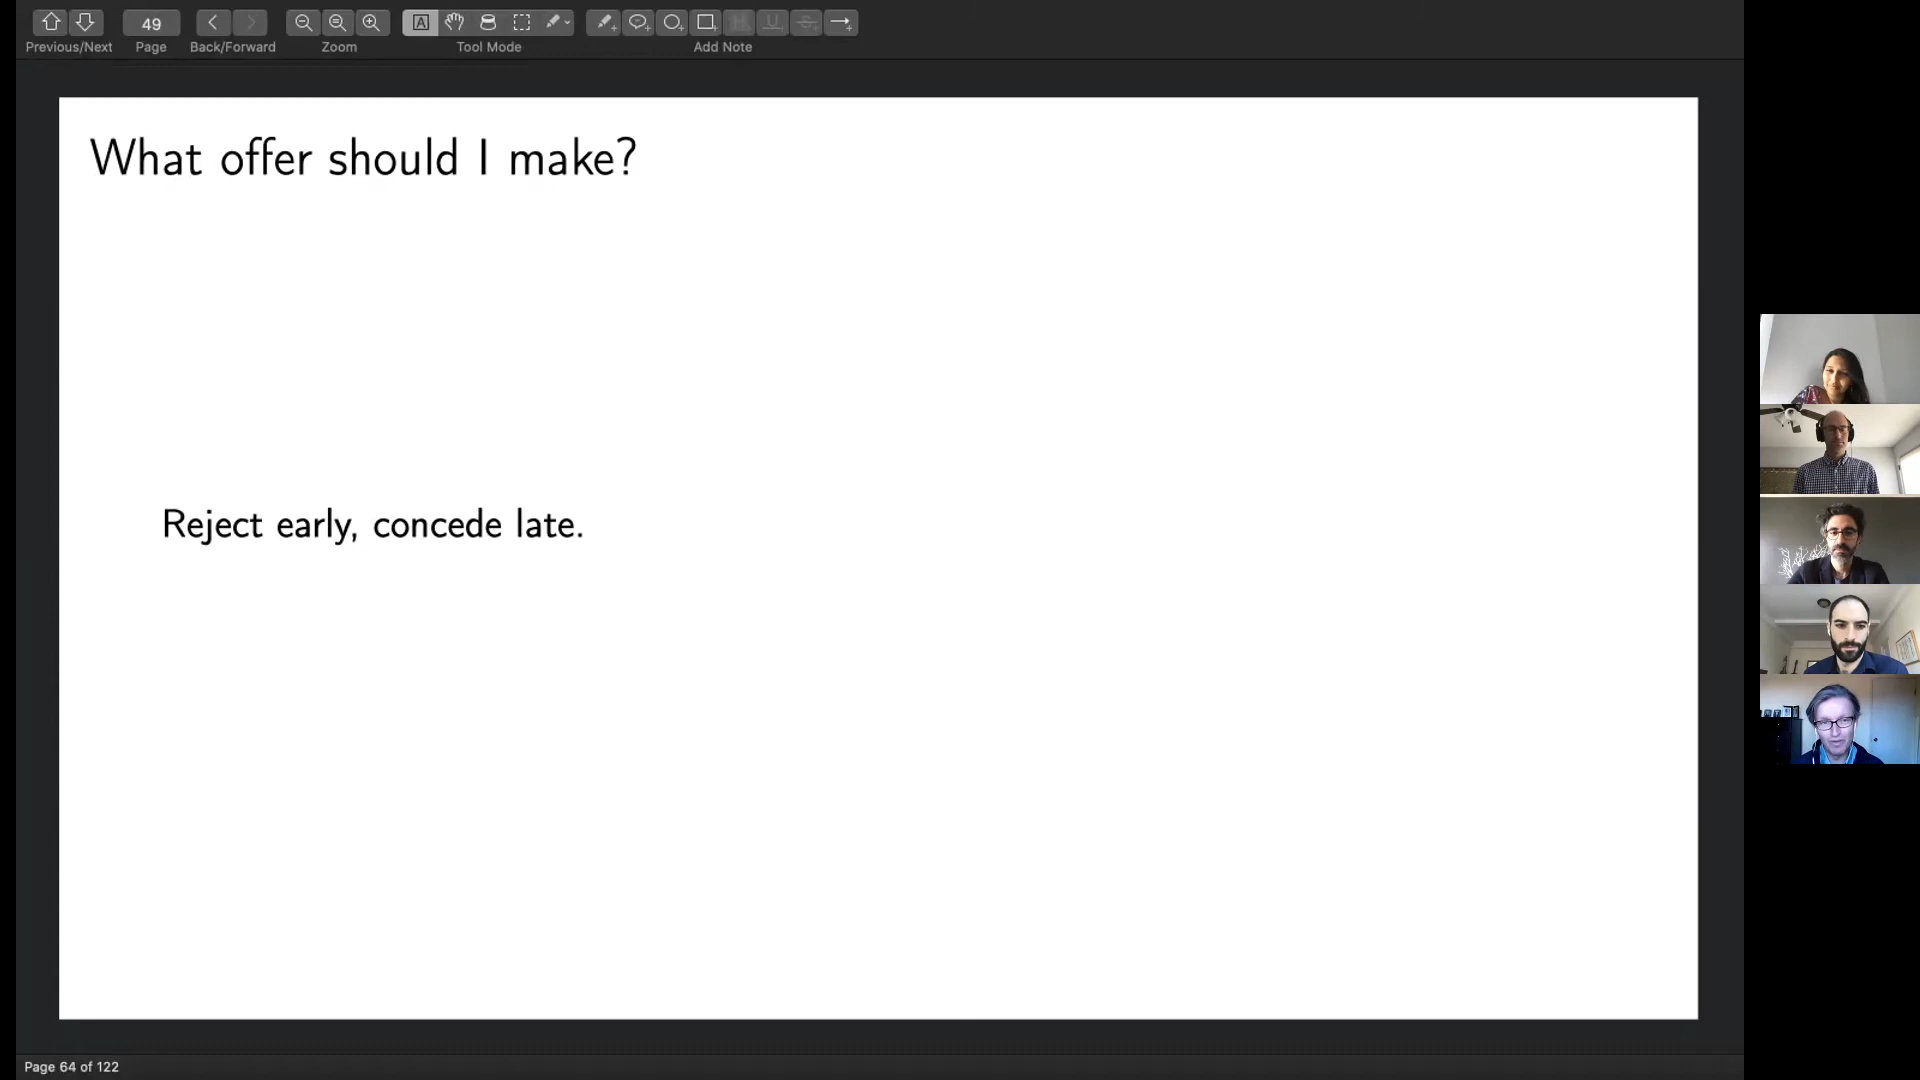 49
Previous/Next
Page
Back/Forward
Zoom
Tool Mode
Add Note
What offer should I make?
Reject early, concede late.
Page 64 of 122